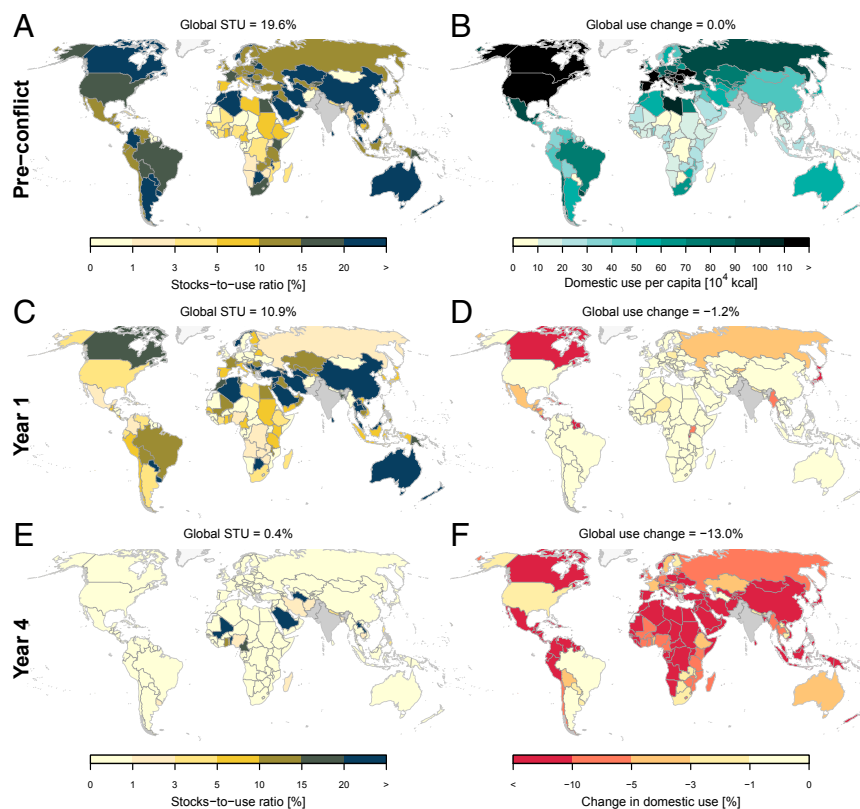 A
Global STU = 19.6%
B
Global use change = 0.0%
Pre−conflict
0 1 3 5 10 15 20 >
Stocks−to−use ratio [%]
0 10 20 30 40 50 60 70 80 90 100 110 >
Domestic use per capita [10⁴ kcal]
C
Global STU = 10.9%
D
Global use change = −1.2%
Year 1
E
Global STU = 0.4%
F
Global use change = −13.0%
Year 4
0 1 3 5 10 15 20 >
Stocks−to−use ratio [%]
< −10 −5 −3 −1 0
Change in domestic use [%]